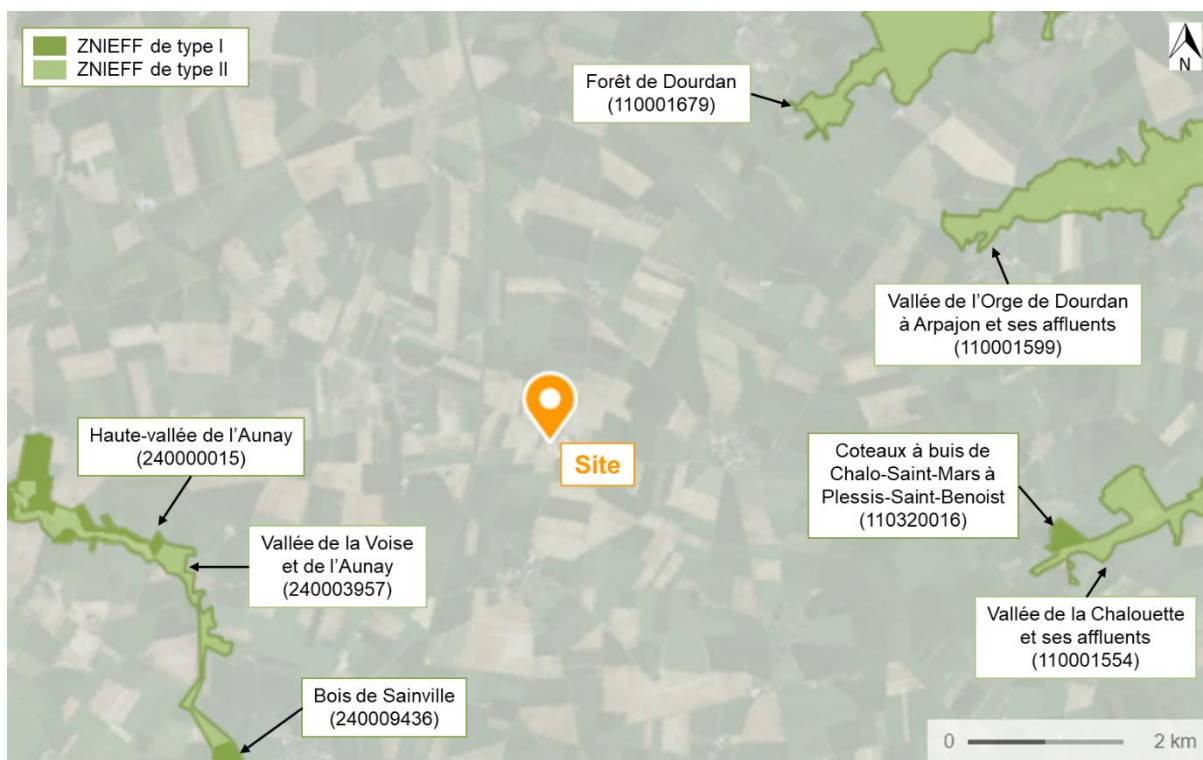 ZNIEFF de type I
ZNIEFF de type II
N
Forêt de Dourdan
(110001679)
Vallée de l’Orge de Dourdan
à Arpajon et ses affluents
(110001599)
Site
Haute-vallée de l’Aunay
(240000015)
Coteaux à buis de
Chalo-Saint-Mars à
Plessis-Saint-Benoist
(110320016)
Vallée de la Voise
et de l’Aunay
(240003957)
Vallée de la Chalouette
et ses affluents
(110001554)
Bois de Sainville
(240009436)
0 2 km